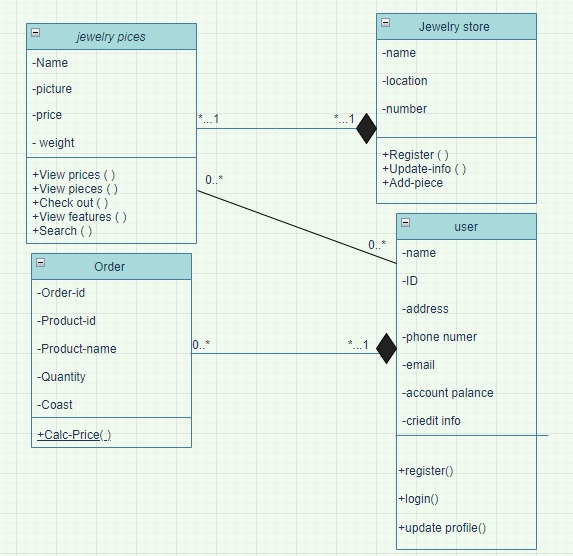 jewelry pices
-Name
-picture
-price
- weight
+View prices ( )
+View pieces ( )
+Check out ( )
+View features ( )
+Search ( )
Jewelry store
-name
-location
-number
+Register ( )
+Update-info ( )
+Add-piece
*...1
*...1
0..*
0..*
Order
-Order-id
-Product-id
-Product-name
-Quantity
-Coast
+Calc-Price( )
0..*
*...1
user
-name
-ID
-address
-phone numer
-email
-account palance
-criedit info
+register()
+login()
+update profile()